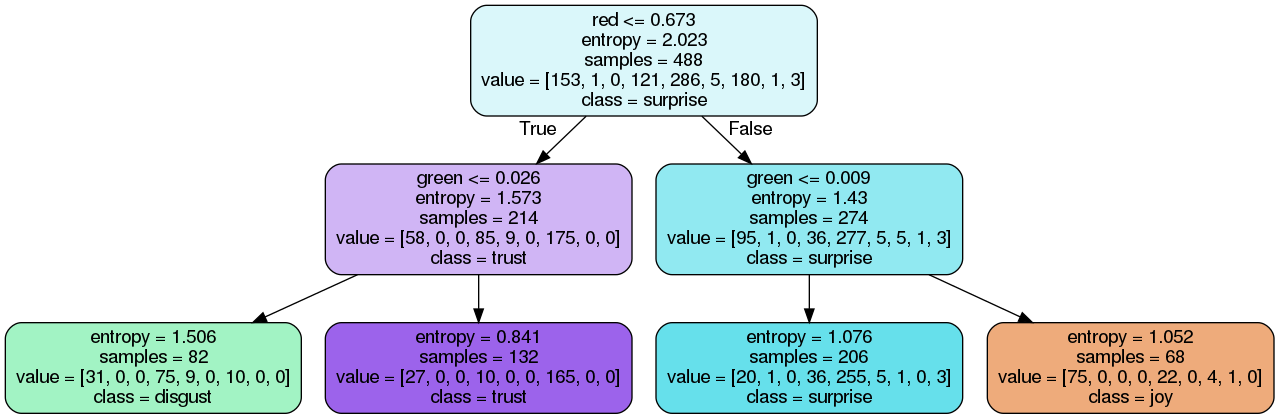 red <= 0.673
entropy = 2.023
samples = 488
value = [153, 1, 0, 121, 286, 5, 180, 1, 3]
class = surprise
True
False
green <= 0.026
entropy = 1.573
samples = 214
value = [58, 0, 0, 85, 9, 0, 175, 0, 0]
class = trust
green <= 0.009
entropy = 1.43
samples = 274
value = [95, 1, 0, 36, 277, 5, 5, 1, 3]
class = surprise
entropy = 1.506
samples = 82
value = [31, 0, 0, 75, 9, 0, 10, 0, 0]
class = disgust
entropy = 0.841
samples = 132
value = [27, 0, 0, 10, 0, 0, 165, 0, 0]
class = trust
entropy = 1.076
samples = 206
value = [20, 1, 0, 36, 255, 5, 1, 0, 3]
class = surprise
entropy = 1.052
samples = 68
value = [75, 0, 0, 0, 22, 0, 4, 1, 0]
class = joy